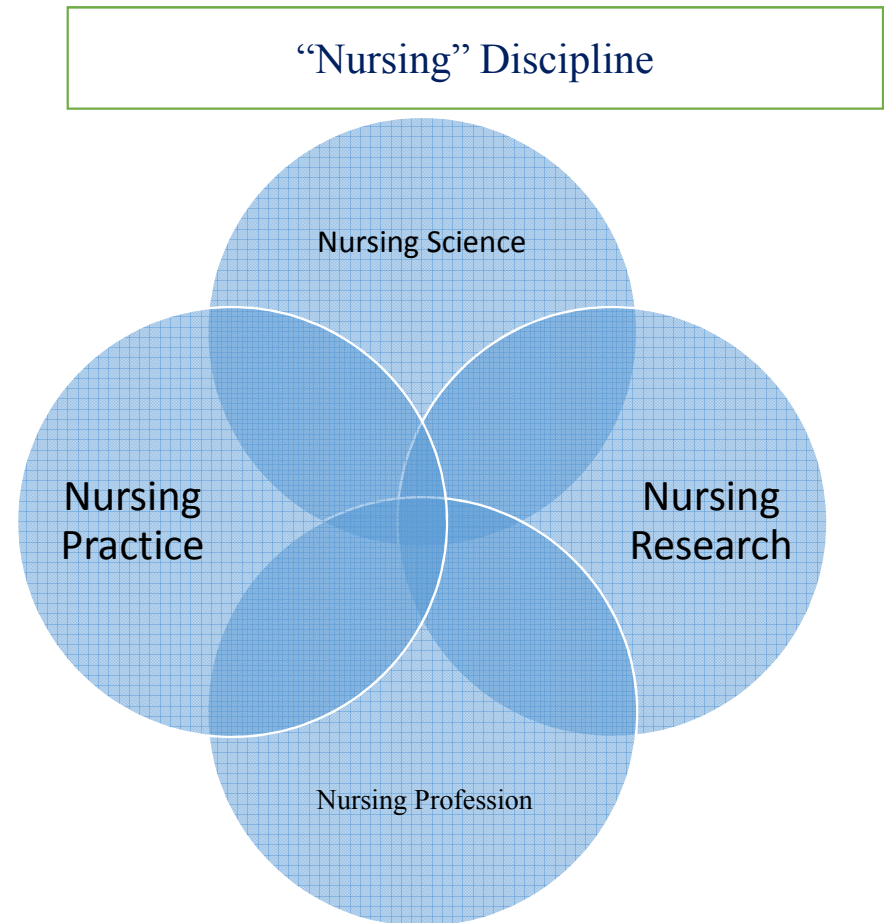 “Nursing” Discipline
Nursing Science
Nursing
Practice
Nursing
Research
Nursing Profession